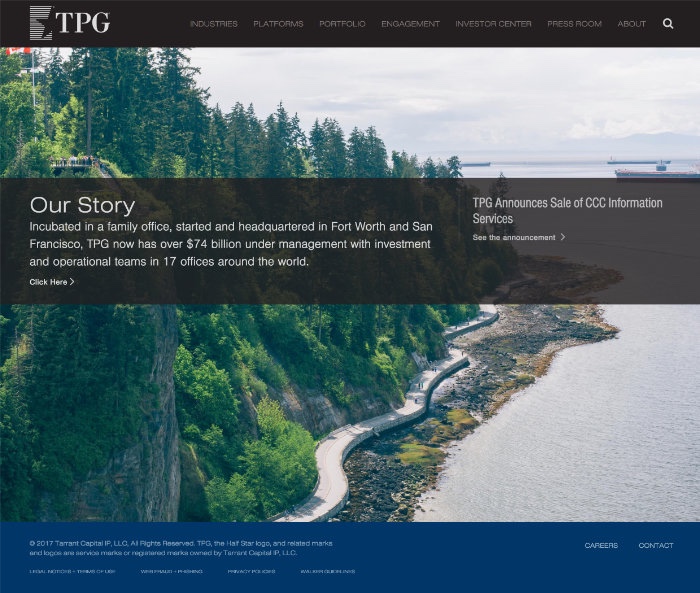 TPG
INDUSTRIES PLATFORMS PORTFOLIO ENGAGEMENT INVESTOR CENTER PRESS ROOM ABOUT
Our Story
Incubated in a family office, started and headquartered in Fort Worth and San
Francisco, TPG now has over $74 billion under management with investment
and operational teams in 17 offices around the world.
Click Here
TPG Announces Sale of CCC Information
Services
See the announcement
© 2017 Tarrant Capital IP, LLC, All Rights Reserved. TPG, the Half Star logo, and related marks
and logos are service marks or registered marks owned by Tarrant Capital IP, LLC.
LEGAL NOTICES + TERMS OF USE WEB FRAUD + PHISHING PRIVACY POLICIES WALKER GUIDELINES
CAREERS CONTACT